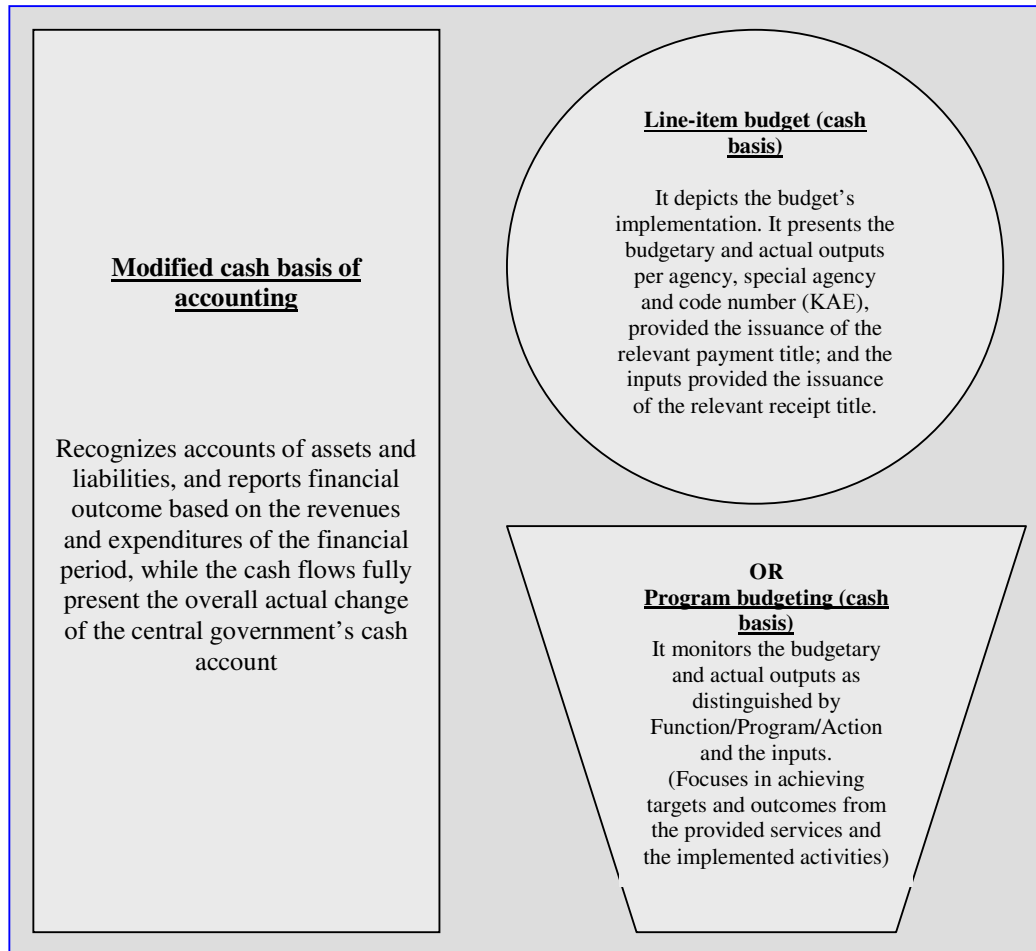 Modified cash basis of
accounting
Recognizes accounts of assets and
liabilities, and reports financial
outcome based on the revenues
and expenditures of the financial
period, while the cash flows fully
present the overall actual change
of the central government's cash
account
Line-item budget (cash
basis)
It depicts the budget's
implementation. It presents the
budgetary and actual outputs
per agency, special agency
and code number (KAE),
provided the issuance of the
relevant payment title; and the
inputs provided the issuance
of the relevant receipt title.
OR
Program budgeting (cash
basis)
It monitors the budgetary
and actual outputs as
distinguished by
Function/Program/Action
and the inputs.
(Focuses in achieving
targets and outcomes from
the provided services and
the implemented activities)